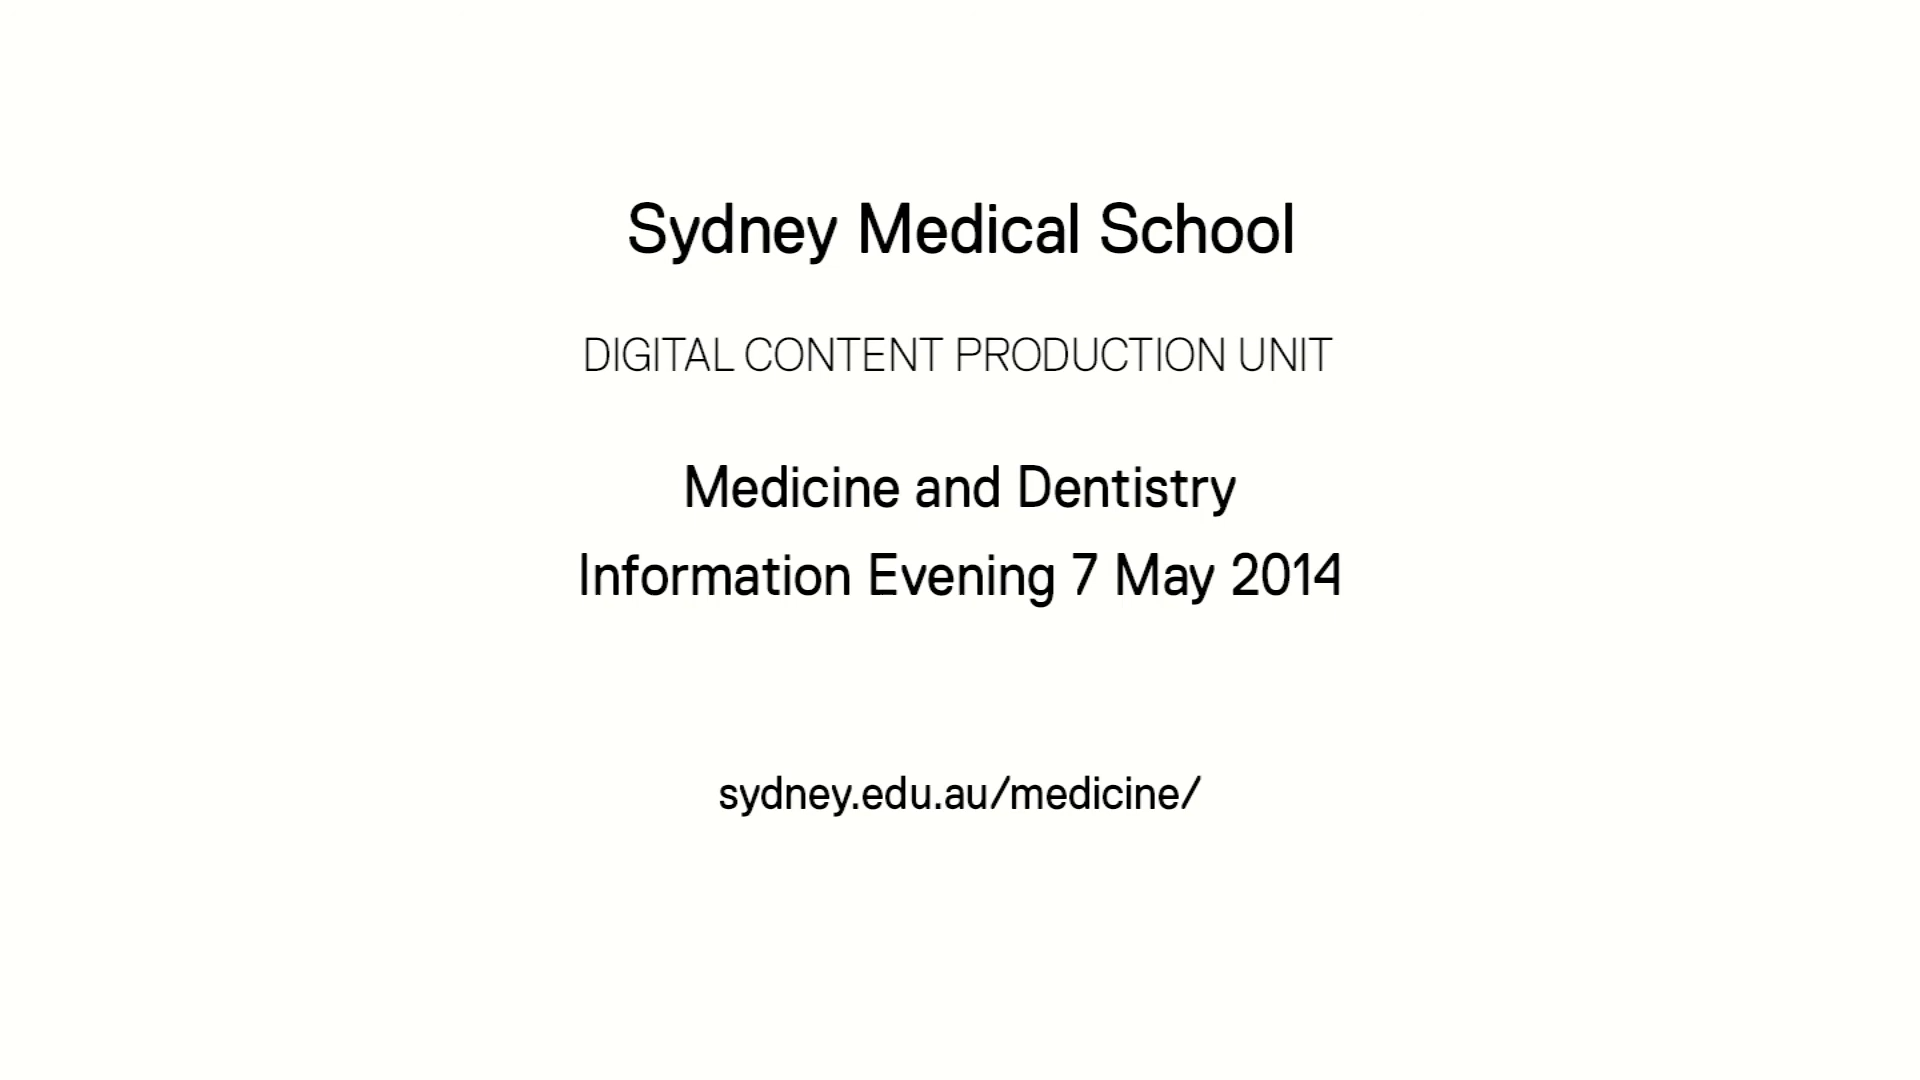 Sydney Medical School
DIGITAL CONTENT PRODUCTION UNIT
Medicine and Dentistry
Information Evening 7 May 2014
sydney.edu.au/medicine/